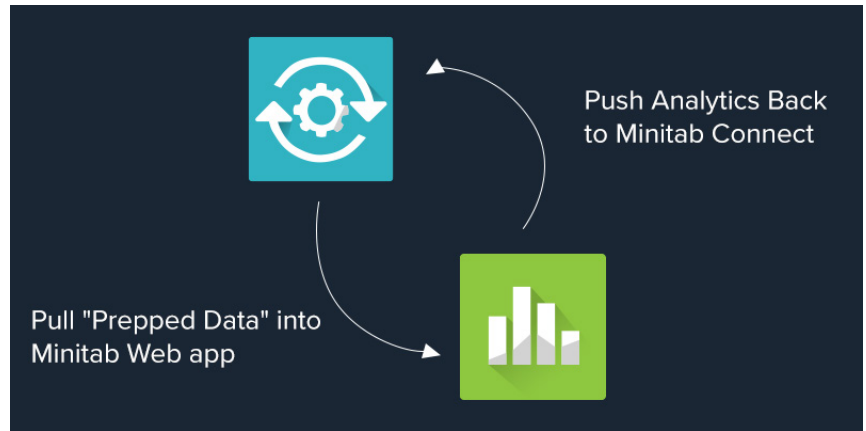 Push Analytics Back
to Minitab Connect
Pull "Prepped Data" into
Minitab Web app